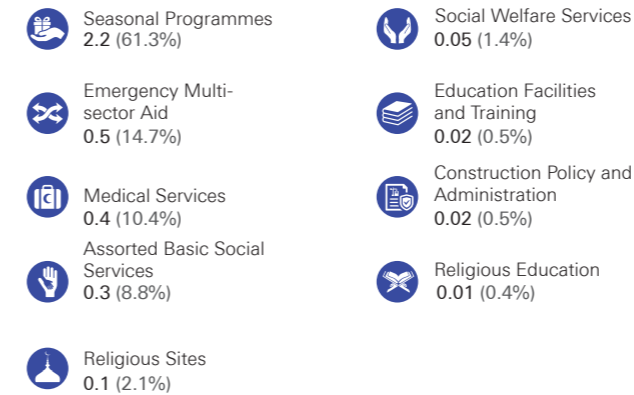 Seasonal Programmes
2.2 (61.3%)
Emergency Multi-
sector Aid
0.5 (14.7%)
Medical Services
0.4 (10.4%)
Assorted Basic Social
Services
0.3 (8.8%)
Religious Sites
0.1 (2.1%)
Social Welfare Services
0.05 (1.4%)
Education Facilities
and Training
0.02 (0.5%)
Construction Policy and
Administration
0.02 (0.5%)
Religious Education
0.01 (0.4%)